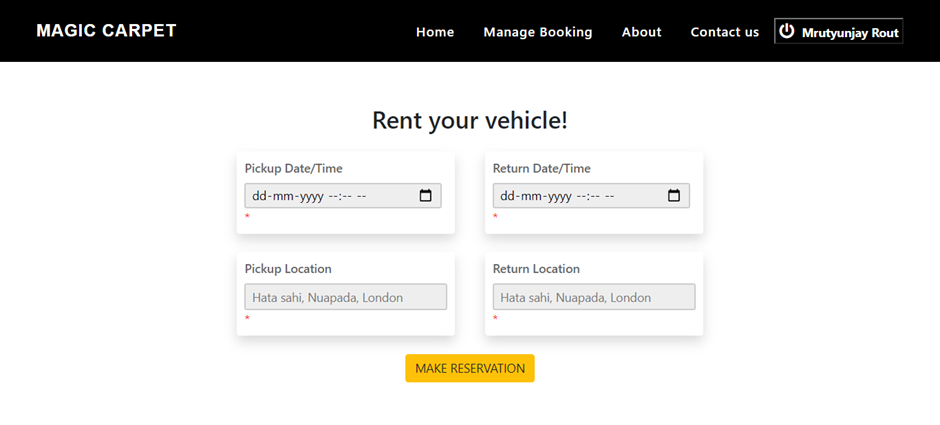 MAGIC CARPET
Home
Manage Booking
About
Contact us
Mrutyunjay Rout
Rent your vehicle!
Pickup Date/Time
Return Date/Time
dd-mm-yyyy --:-- --
dd-mm-yyyy --:-- --
*
*
Pickup Location
Return Location
Hata sahi, Nuapada, London
Hata sahi, Nuapada, London
*
*
MAKE RESERVATION